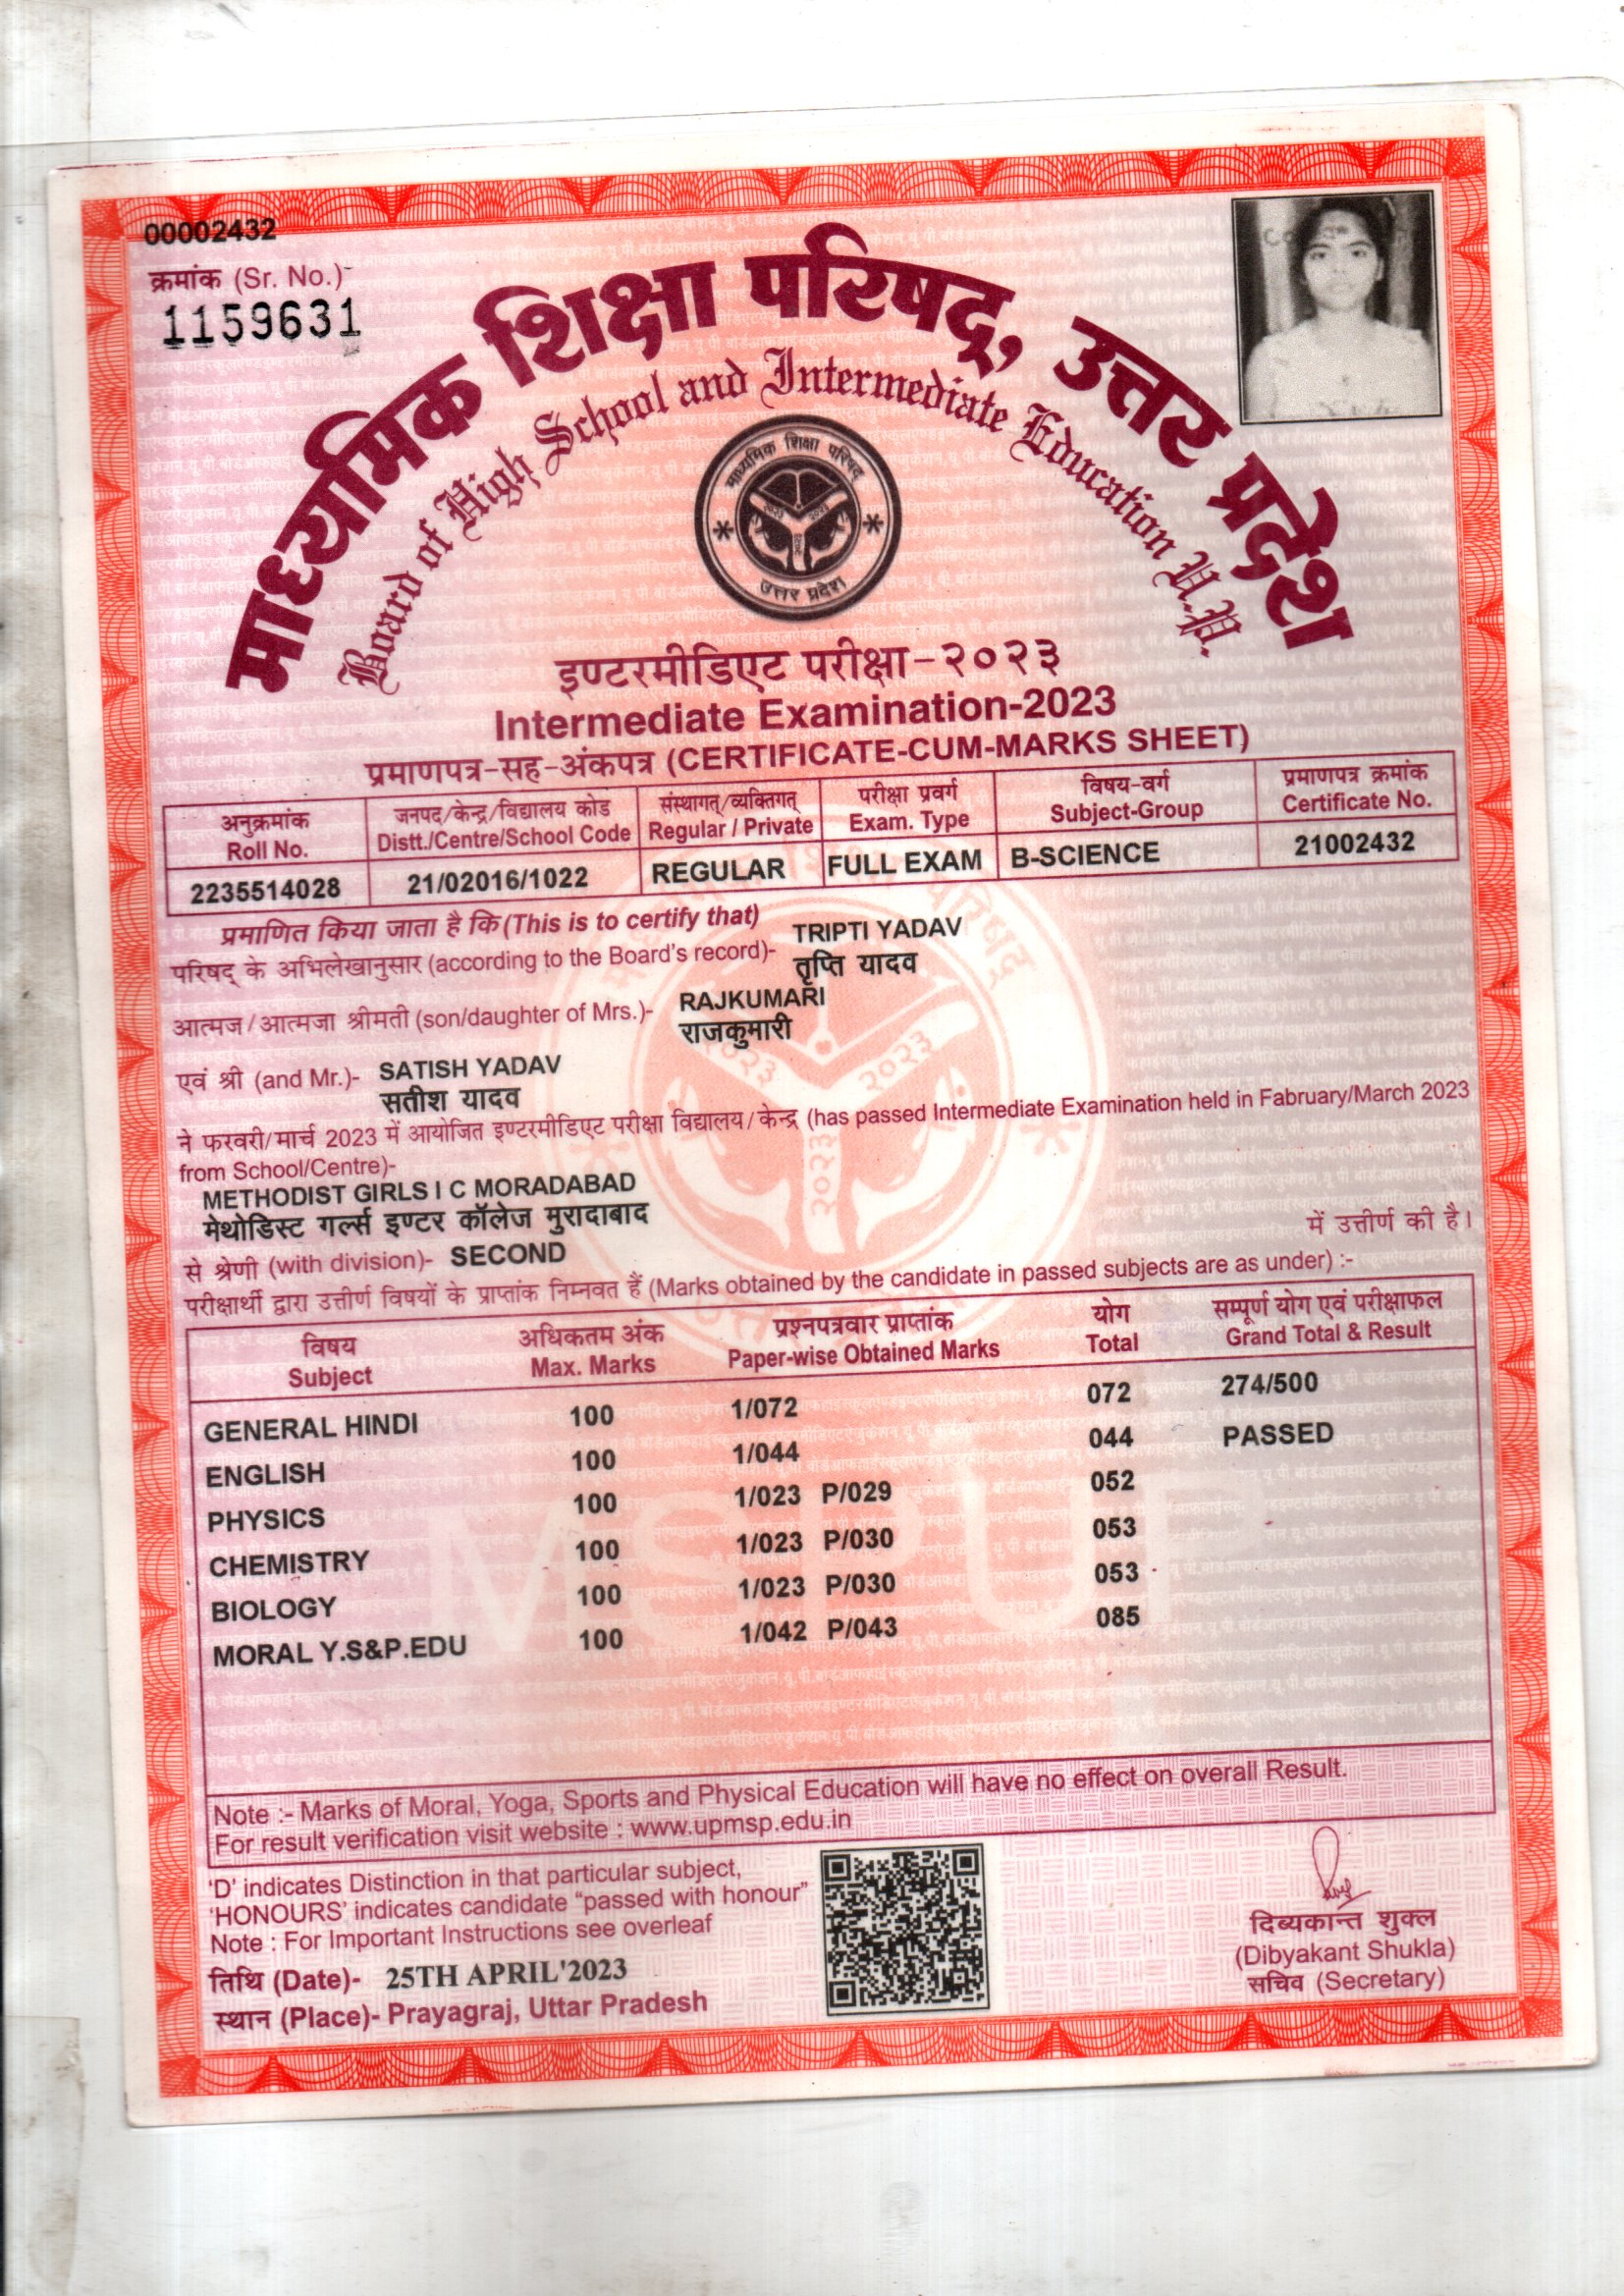 00002432
क्रमांक (Sr. No.)-
1159631
माध्यमिक शिक्षा परिषद्, उत्तर प्रदेश
Board of High School and Intermediate Education U.P.
माध्यमिक शिक्षा परिषद
उत्तर प्रदेश
इण्टरमीडिएट परीक्षा-२०२३
Intermediate Examination-2023
प्रमाणपत्र-सह-अंकपत्र (CERTIFICATE-CUM-MARKS SHEET)
अनुक्रमांक जनपद/केन्द्र/विद्यालय कोड संस्थागत्/व्यक्तिगत् परीक्षा प्रवर्ग विषय-वर्ग प्रमाणपत्र क्रमांक
Roll No. Distt./Centre/School Code Regular / Private Exam. Type Subject-Group Certificate No.
2235514028 21/02016/1022 REGULAR FULL EXAM B-SCIENCE 21002432
प्रमाणित किया जाता है कि (This is to certify that) TRIPTI YADAV
परिषद् के अभिलेखानुसार (according to the Board's record)- तृप्ति यादव
RAJKUMARI
आत्मज/आत्मजा श्रीमती (son/daughter of Mrs.)- राजकुमारी
एवं श्री (and Mr.)- SATISH YADAV
सतीश यादव
ने फरवरी/मार्च 2023 में आयोजित इण्टरमीडिएट परीक्षा विद्यालय/केन्द्र (has passed Intermediate Examination held in Fabruary/March 2023
from School/Centre)-
METHODIST GIRLS I C MORADABAD
मेथोडिस्ट गर्ल्स इण्टर कॉलेज मुरादाबाद में उत्तीर्ण की है।
से श्रेणी (with division)- SECOND
परीक्षार्थी द्वारा उत्तीर्ण विषयों के प्राप्तांक निम्नवत हैं (Marks obtained by the candidate in passed subjects are as under) :-
विषय अधिकतम अंक प्रश्नपत्रवार प्राप्तांक योग सम्पूर्ण योग एवं परीक्षाफल
Subject Max. Marks Paper-wise Obtained Marks Total Grand Total & Result
GENERAL HINDI 100 1/072 072 274/500
ENGLISH 100 1/044 044 PASSED
PHYSICS 100 1/023 P/029 052
CHEMISTRY 100 1/023 P/030 053
BIOLOGY 100 1/023 P/030 053
MORAL Y.S&P.EDU 100 1/042 P/043 085
Note :- Marks of Moral, Yoga, Sports and Physical Education will have no effect on overall Result.
For result verification visit website : www.upmsp.edu.in
'D' indicates Distinction in that particular subject,
'HONOURS' indicates candidate "passed with honour"
Note : For Important Instructions see overleaf
तिथि (Date)- 25TH APRIL'2023
स्थान (Place)- Prayagraj, Uttar Pradesh
दिब्यकान्त शुक्ल
(Dibyakant Shukla)
सचिव (Secretary)